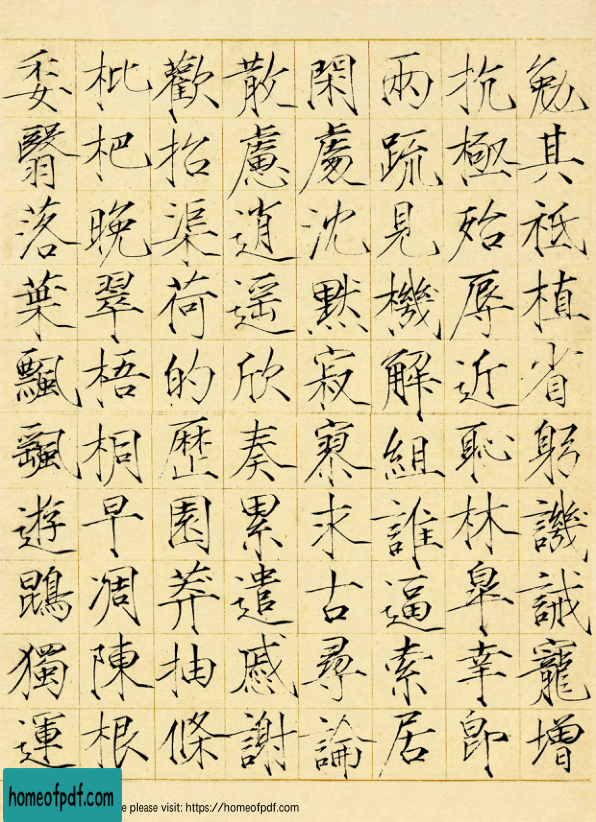 勉其祗植省躬譏誡寵增
抗極殆辱近恥林皐幸即
兩疏見機解組誰逼索居
閑處沈默寂寥求古尋論
散慮逍遙欣奏累遣慼謝
歡招渠荷的歷園莽抽條
枇杷晚翠梧桐早凋陳根
委翳落葉飄颻遊鵾獨運
homeofpdf.com
e please visit: https://homeofpdf.com